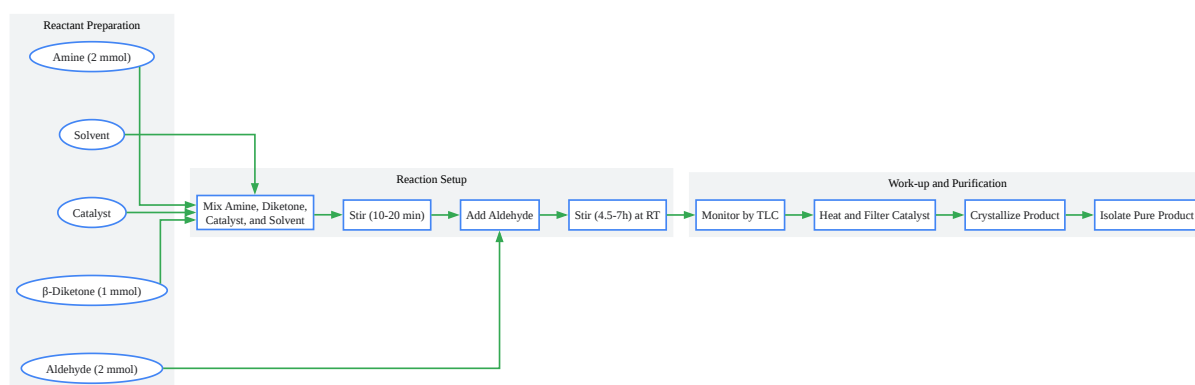 Reactant Preparation
Amine (2 mmol)
Solvent
Catalyst
β-Diketone (1 mmol)
Aldehyde (2 mmol)
Reaction Setup
Mix Amine, Diketone,
Catalyst, and Solvent
Stir (10-20 min)
Add Aldehyde
Stir (4.5-7h) at RT
Work-up and Purification
Monitor by TLC
Heat and Filter Catalyst
Crystallize Product
Isolate Pure Product